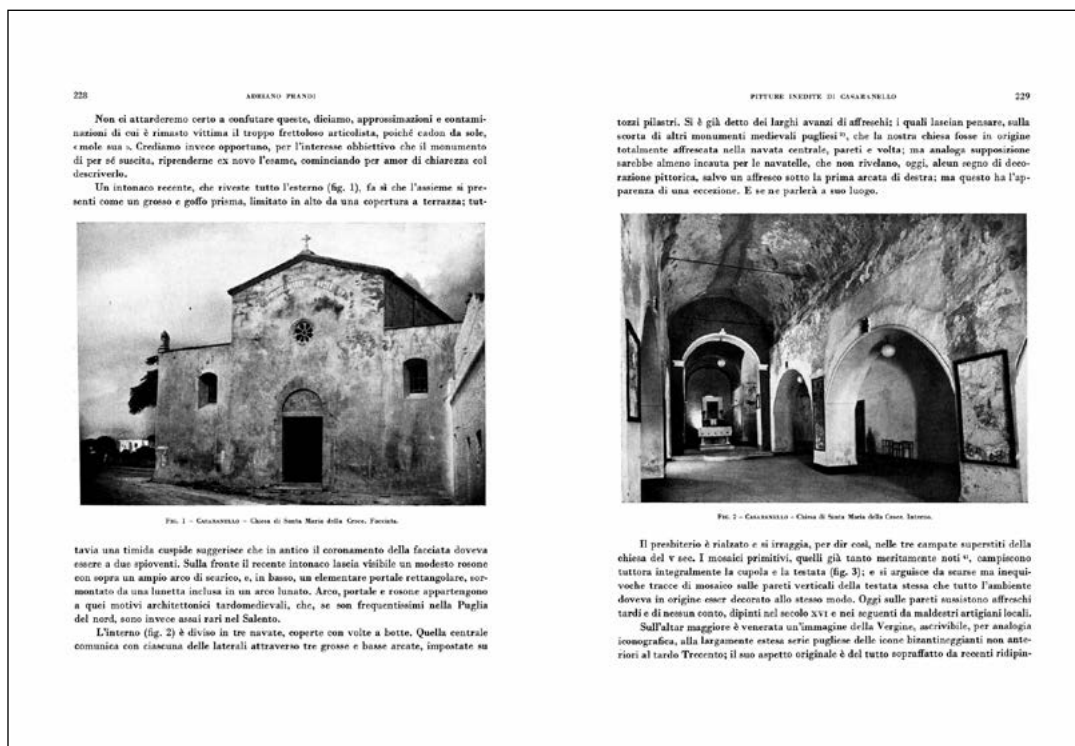 228
ADRIANO PRANDI
Non ci attarderemo certo a confutare queste, diciamo, approssimazioni e contami-
nazioni di cui è rimasto vittima il troppo frettoloso articolista, poiché cadon da sole,
« mole sua ». Crediamo invece opportuno, per l'interesse obbiettivo che il monumento
di per sé suscita, riprenderne ex novo l'esame, cominciando per amor di chiarezza col
descriverlo.
Un intonaco recente, che riveste tutto l'esterno (fig. 1), fa sì che l'assieme si pre-
senti come un grosso e goffo prisma, limitato in alto da una copertura a terrazza; tut-
FIG. 1 – CASARANELLO – Chiesa di Santa Maria della Croce. Facciata.
tavia una timida cuspide suggerisce che in antico il coronamento della facciata doveva
essere a due spioventi. Sulla fronte il recente intonaco lascia visibile un modesto rosone
con sopra un ampio arco di scarico, e, in basso, un elementare portale rettangolare, sor-
montato da una lunetta inclusa in un arco lunato. Arco, portale e rosone appartengono
a quei motivi architettonici tardomedievali, che, se son frequentissimi nella Puglia
del nord, sono invece assai rari nel Salento.
L'interno (fig. 2) è diviso in tre navate, coperte con volte a botte. Quella centrale
comunica con ciascuna delle laterali attraverso tre grosse e basse arcate, impostate su
PITTURE INEDITE DI CASARANELLO
229
tozzi pilastri. Si è già detto dei larghi avanzi di affreschi; i quali lascian pensare, sulla
scorta di altri monumenti medievali pugliesi, che la nostra chiesa fosse in origine
totalmente affrescata nella navata centrale, pareti e volta; ma analoga supposizione
sarebbe almeno incauta per le navatelle, che non rivelano, oggi, alcun segno di deco-
razione pittorica, salvo un affresco sotto la prima arcata di destra; ma questo ha l'ap-
parenza di una eccezione. E se ne parlerà a suo luogo.
FIG. 2 – CASARANELLO – Chiesa di Santa Maria della Croce. Interno.
Il presbiterio è rialzato e si irraggia, per dir così, nelle tre campate superstiti della
chiesa del V sec. I mosaici primitivi, quelli già tanto meritamente noti, campiscono
tuttora integralmente la cupola e la testata (fig. 3); e si arguisce da scarse ma inequi-
voche tracce di mosaico sulle pareti verticali della testata stessa che tutto l'ambiente
doveva in origine esser decorato allo stesso modo. Oggi sulle pareti sussistono affreschi
tardi e di nessun conto, dipinti nel secolo XVI e nei seguenti da maldestri artigiani locali.
Sull'altar maggiore è venerata un'immagine della Vergine, ascrivibile, per analogia
iconografica, alla largamente estesa serie pugliese delle icone bizantineggianti non ante-
riori al tardo Trecento; il suo aspetto originale è del tutto sopraffatto da recenti ridipin-